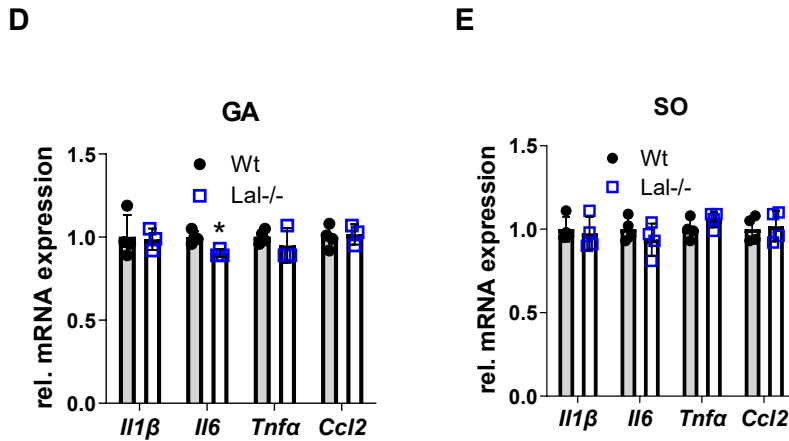 D
GA
rel. mRNA expression
1.5
1.0
0.5
0.0
Wt
Lal-/-
*
Il1β Il6 Tnfα Ccl2
E
SO
rel. mRNA expression
1.5
1.0
0.5
0.0
Wt
Lal-/-
Il1β Il6 Tnfα Ccl2